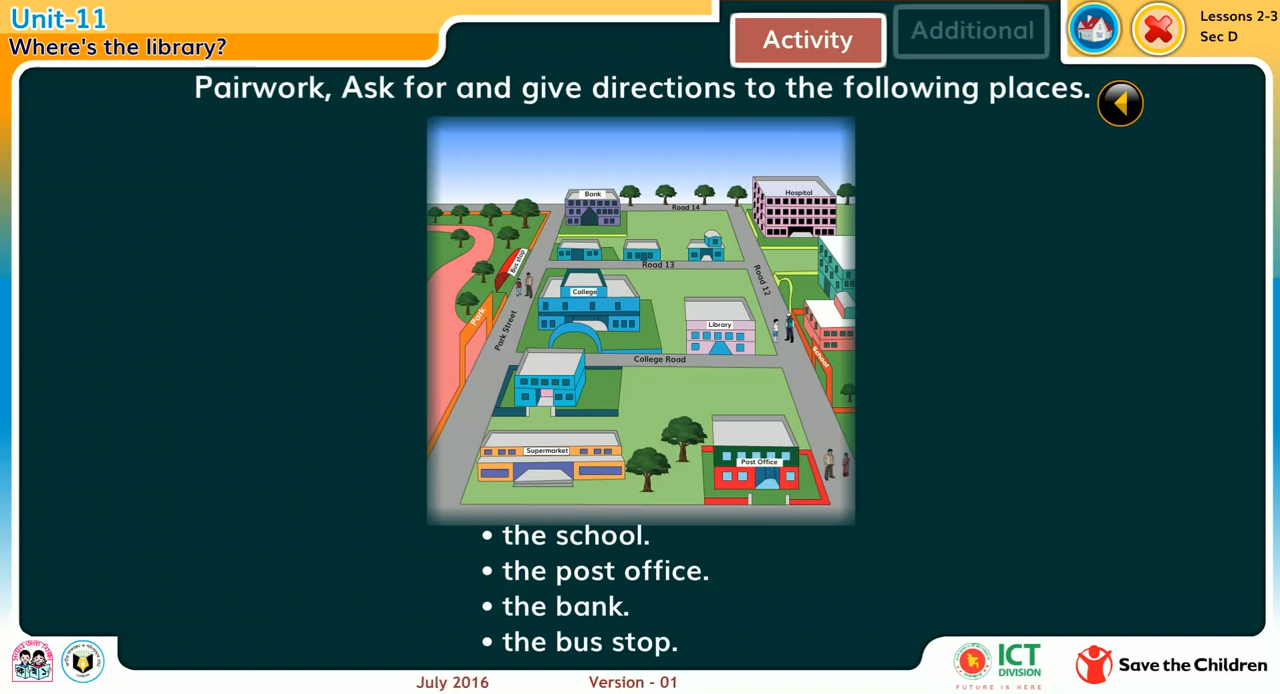 Unit-11
Where's the library?
Activity
Additional
Lessons 2-3
Sec D
Pairwork, Ask for and give directions to the following places.
Bank
Hospital
Road 14
Bus stop
Road 13
Road 12
College
Park
Park Street
Library
School
College Road
Supermarket
Post Office
• the school.
• the post office.
• the bank.
• the bus stop.
ICT
DIVISION
FUTURE IS HERE
Save the Children
July 2016
Version - 01